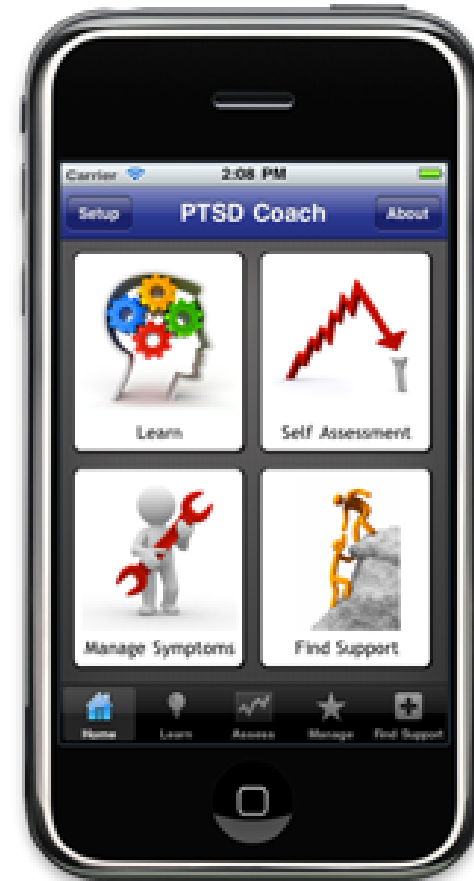 Carrier 2:08 PM
Setup PTSD Coach About
Learn Self Assessment
Manage Symptoms Find Support
Home Learn Assess Manage Find Support